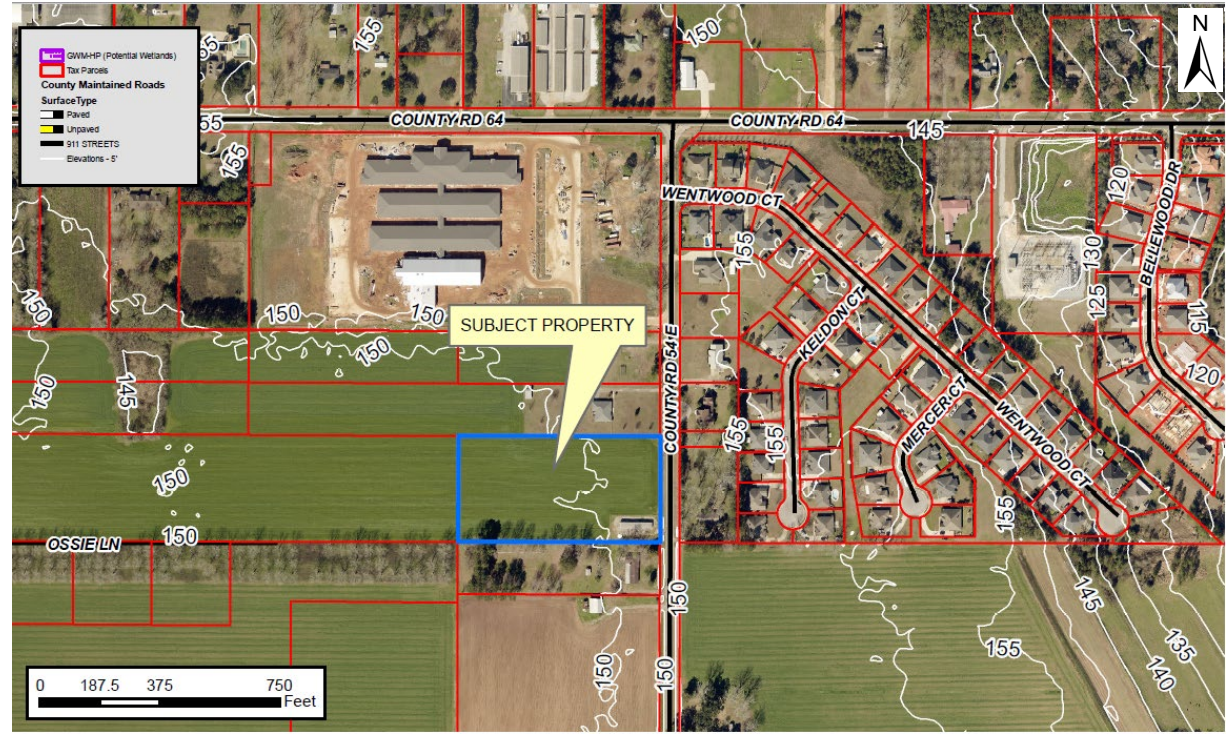 GWM-HP (Potential Wetlands)
Tax Parcels
County Maintained Roads
SurfaceType
Paved
Unpaved
911 STREETS
Elevations - 5'
N
155
155
150
55
155
COUNTY RD 64
COUNTY RD 64
145
WENTWOOD CT
120
BELLEWOOD DR
155
130
125
KELDON CT
115
150
150
150
150
SUBJECT PROPERTY
COUNTY RD 54 E
120
150
145
MERCER CT
WENTWOOD CT
155
155
150
155
150
OSSIE LN
150
145
155
135
140
150
150
0 187.5 375 750
Feet